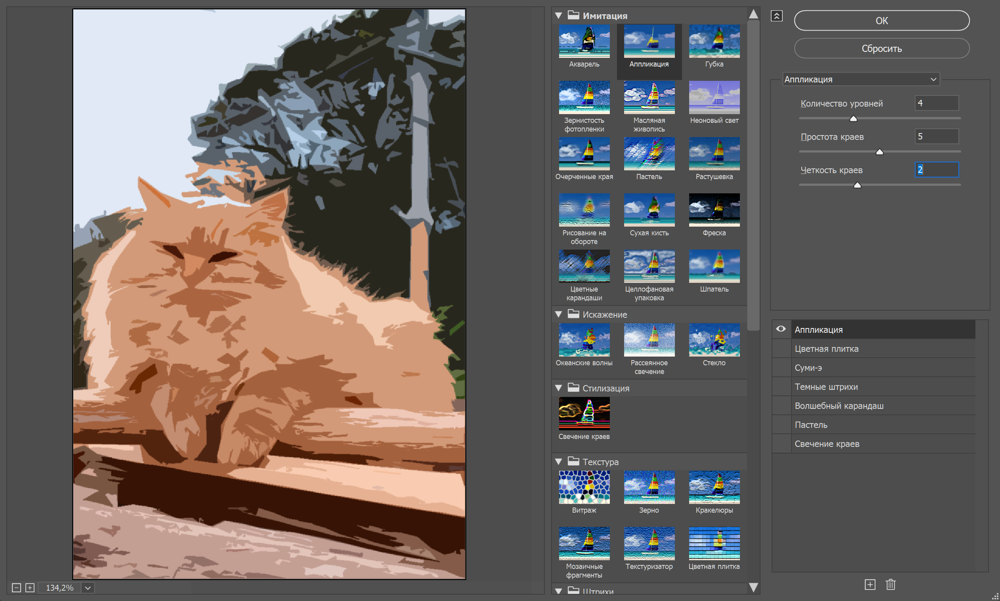 Имитация
Акварель
Аппликация
Губка
Зернистость
фотопленки
Масляная
живопись
Неоновый свет
Очерченные края
Пастель
Растушевка
Рисование на
обороте
Сухая кисть
Фреска
Цветные
карандаши
Целлофановая
упаковка
Шпатель
Искажение
Океанские волны
Рассеянное
свечение
Стекло
Стилизация
Свечение краев
Текстура
Витраж
Зерно
Кракелюры
Мозаичные
фрагменты
Текстуризатор
Цветная плитка
Штрихи
134,2%
ОК
Сбросить
Аппликация
Количество уровней
4
Простота краев
5
Четкость краев
2
Аппликация
Цветная плитка
Суми-э
Темные штрихи
Волшебный карандаш
Пастель
Свечение краев